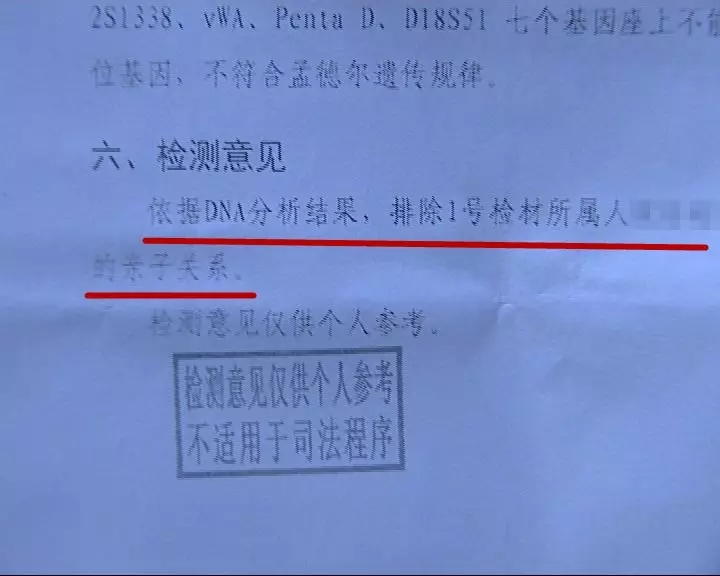 2S1338、vWA、Penta D、D18S51 七个基因座上不能
位基因，不符合孟德尔遗传规律。
六、检测意见
依据DNA分析结果，排除1号检材所属人
的亲子关系。
检测意见仅供个人参考。
检测意见仅供个人参考
不适用于司法程序